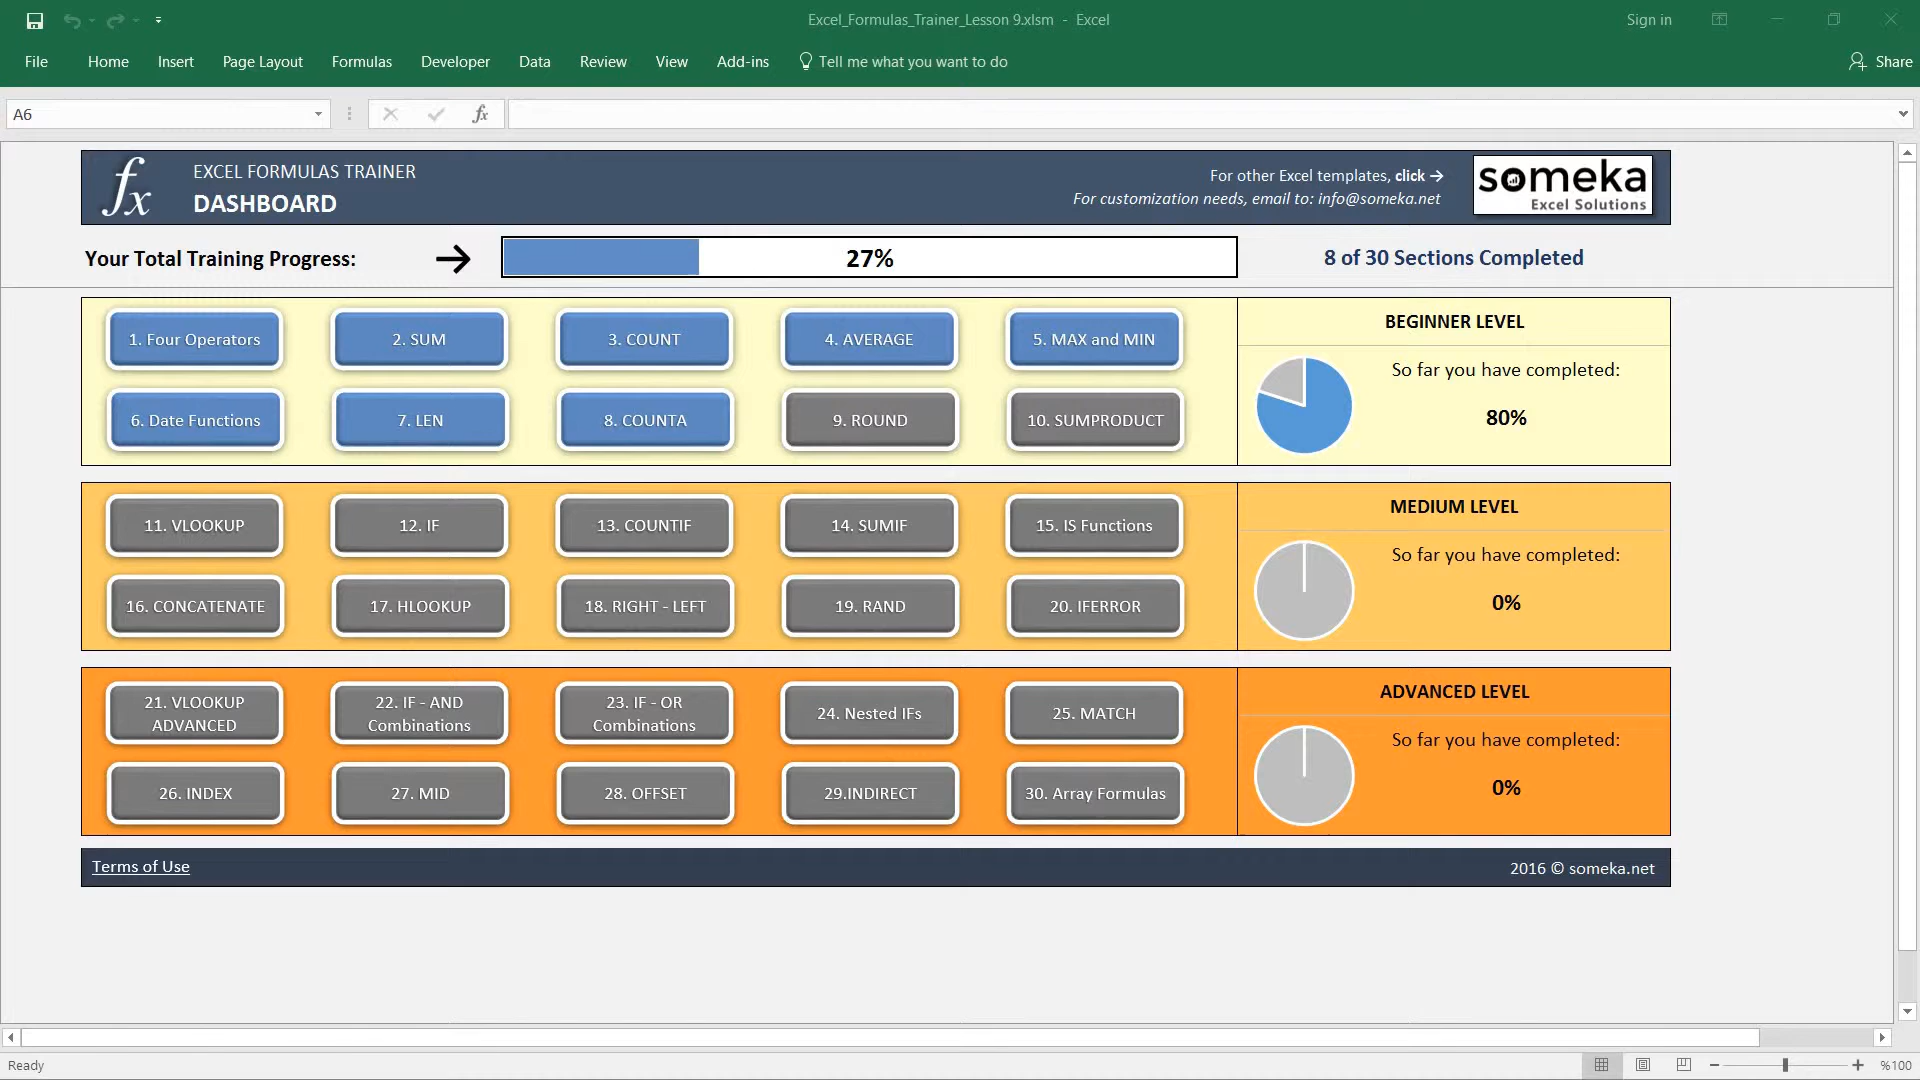 Excel_Formulas_Trainer_Lesson 9.xlsm - Excel
Sign in
File Home Insert Page Layout Formulas Developer Data Review View Add-ins Tell me what you want to do Share
A6 fx
fx
EXCEL FORMULAS TRAINER
DASHBOARD
For other Excel templates, click →
For customization needs, email to: info@someka.net
someka
Excel Solutions
Your Total Training Progress: → 27% 8 of 30 Sections Completed
1. Four Operators 2. SUM 3. COUNT 4. AVERAGE 5. MAX and MIN
6. Date Functions 7. LEN 8. COUNTA 9. ROUND 10. SUMPRODUCT
BEGINNER LEVEL
So far you have completed:
80%
11. VLOOKUP 12. IF 13. COUNTIF 14. SUMIF 15. IS Functions
16. CONCATENATE 17. HLOOKUP 18. RIGHT - LEFT 19. RAND 20. IFERROR
MEDIUM LEVEL
So far you have completed:
0%
21. VLOOKUP
ADVANCED
22. IF - AND
Combinations
23. IF - OR
Combinations
24. Nested IFs
25. MATCH
26. INDEX 27. MID 28. OFFSET 29.INDIRECT 30. Array Formulas
ADVANCED LEVEL
So far you have completed:
0%
Terms of Use
2016 © someka.net
Ready
%100